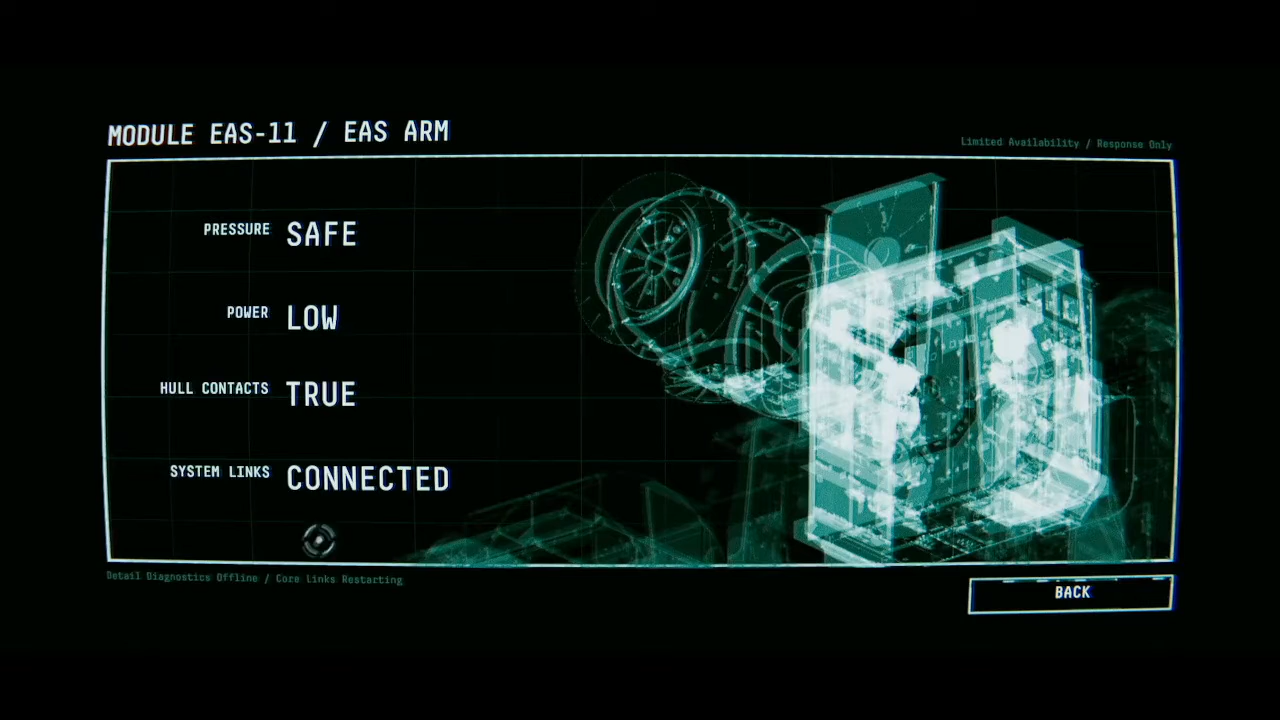 MODULE EAS-11 / EAS ARM
Limited Availability / Response Only
PRESSURE SAFE
POWER LOW
HULL CONTACTS TRUE
SYSTEM LINKS CONNECTED
Detail Diagnostics Offline / Core Links Restarting
BACK